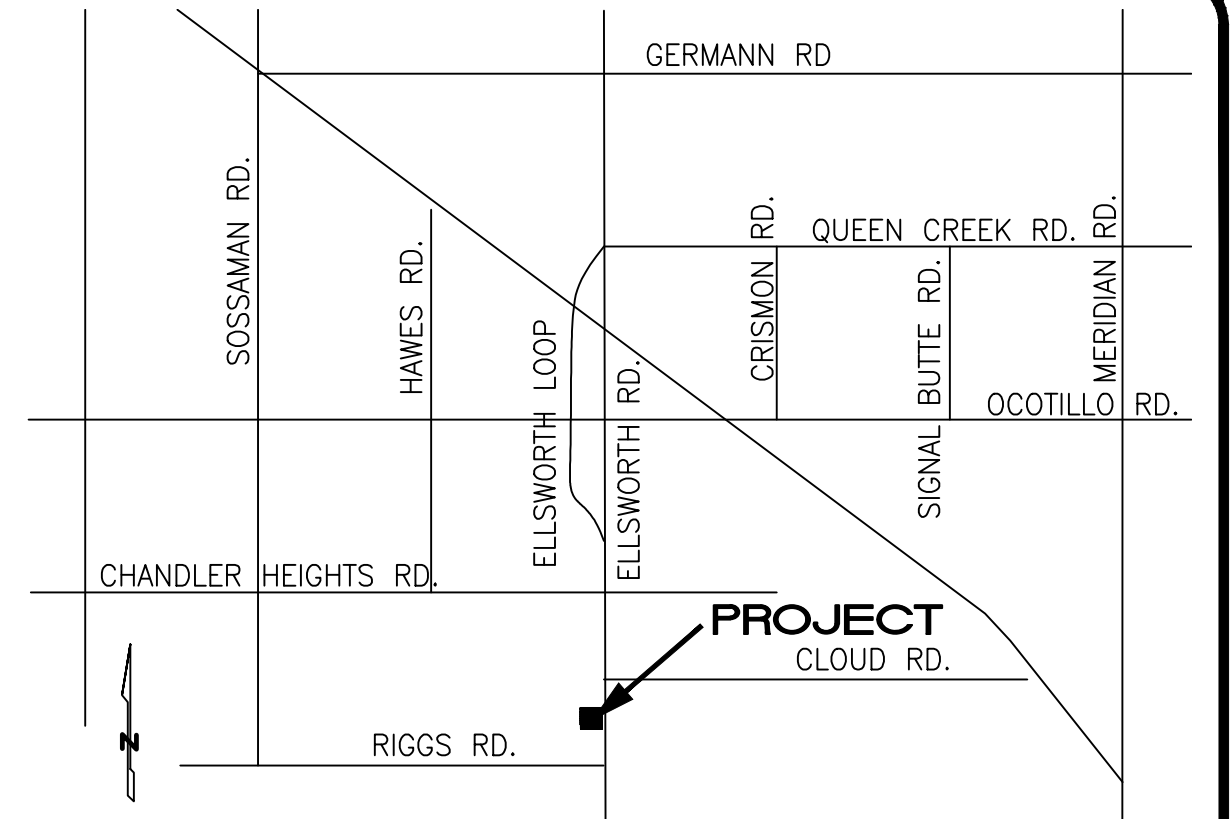 GERMANN RD
SOSSAMAN RD.
HAWES RD.
ELLSWORTH LOOP
ELLSWORTH RD.
CRISMON RD.
QUEEN CREEK RD.
SIGNAL BUTTE RD.
MERIDIAN RD.
OCOTILLO RD.
CHANDLER HEIGHTS RD.
PROJECT
CLOUD RD.
RIGGS RD.
N